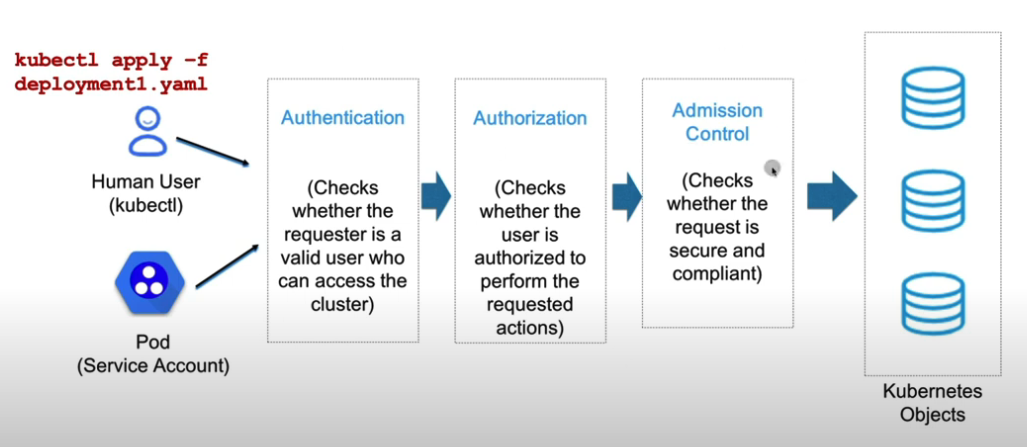 kubectl apply –f
deployment1.yaml
Human User
(kubectl)
Pod
(Service Account)
Authentication
(Checks
whether the
requester is a
valid user who
can access the
cluster)
Authorization
(Checks
whether the
user is
authorized to
perform the
requested
actions)
Admission
Control
(Checks
whether the
request is
secure and
compliant)
Kubernetes
Objects